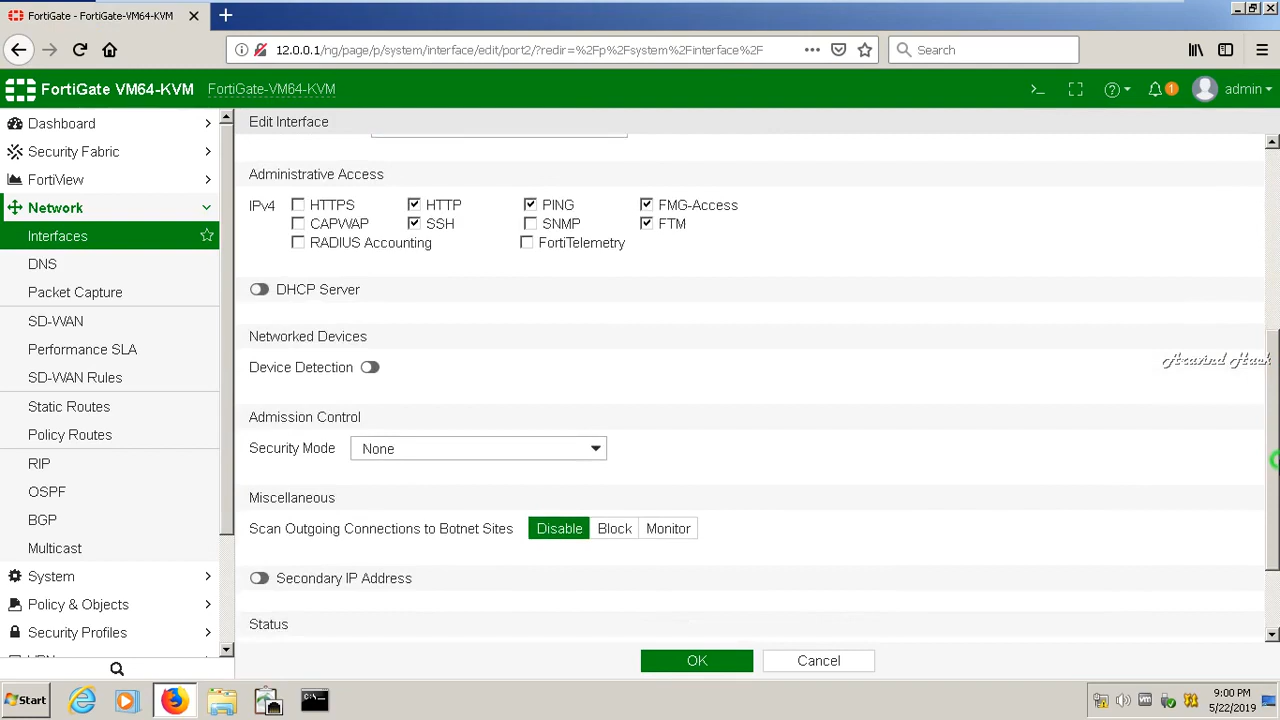 FortiGate - FortiGate-VM64-KVM
12.0.0.1/ng/page/p/system/interface/edit/port2/?redir=%2Fp%2Fsystem%2Finterface%2F
Search
FortiGate VM64-KVM
FortiGate-VM64-KVM
1
admin
Dashboard
Security Fabric
FortiView
Network
Interfaces
DNS
Packet Capture
SD-WAN
Performance SLA
SD-WAN Rules
Static Routes
Policy Routes
RIP
OSPF
BGP
Multicast
System
Policy & Objects
Security Profiles
Edit Interface
Administrative Access
IPv4 HTTPS HTTP PING FMG-Access
CAPWAP SSH SNMP FTM
RADIUS Accounting FortiTelemetry
DHCP Server
Networked Devices
Device Detection
Aravind Hask
Admission Control
Security Mode None
Miscellaneous
Scan Outgoing Connections to Botnet Sites Disable Block Monitor
Secondary IP Address
Status
OK Cancel
Start
9:00 PM
5/22/2019